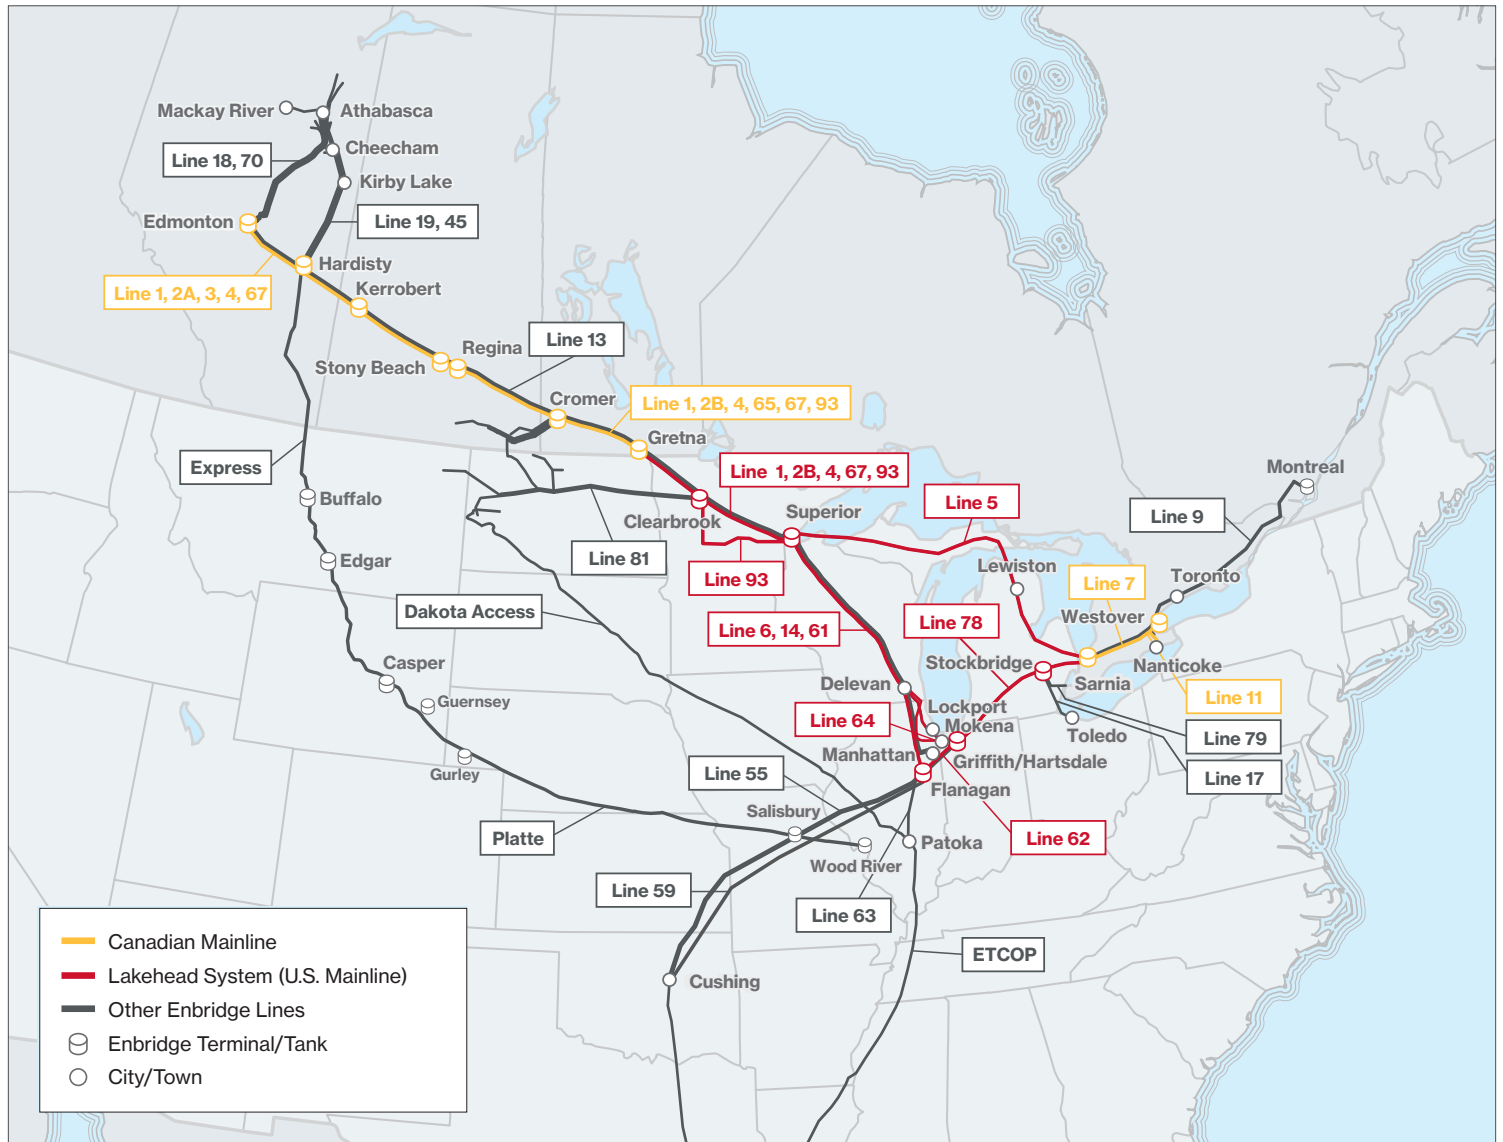 Mackay River
Athabasca
Cheecham
Line 18, 70
Kirby Lake
Edmonton
Line 19, 45
Hardisty
Line 1, 2A, 3, 4, 67
Kerrobert
Line 13
Regina
Stony Beach
Cromer
Line 1, 2B, 4, 65, 67, 93
Gretna
Express
Line 1, 2B, 4, 67, 93
Montreal
Buffalo
Line 5
Clearbrook
Superior
Line 9
Edgar
Line 81
Line 93
Lewiston
Line 7
Toronto
Dakota Access
Line 6, 14, 61
Line 78
Westover
Casper
Stockbridge
Nanticoke
Delevan
Sarnia
Line 11
Guernsey
Lockport
Line 64
Mokena
Toledo
Line 79
Manhattan
Griffith/Hartsdale
Gurley
Line 55
Line 17
Flanagan
Salisbury
Platte
Line 62
Patoka
Wood River
Line 59
Line 63
ETCOP
Cushing
Canadian Mainline
Lakehead System (U.S. Mainline)
Other Enbridge Lines
Enbridge Terminal/Tank
City/Town